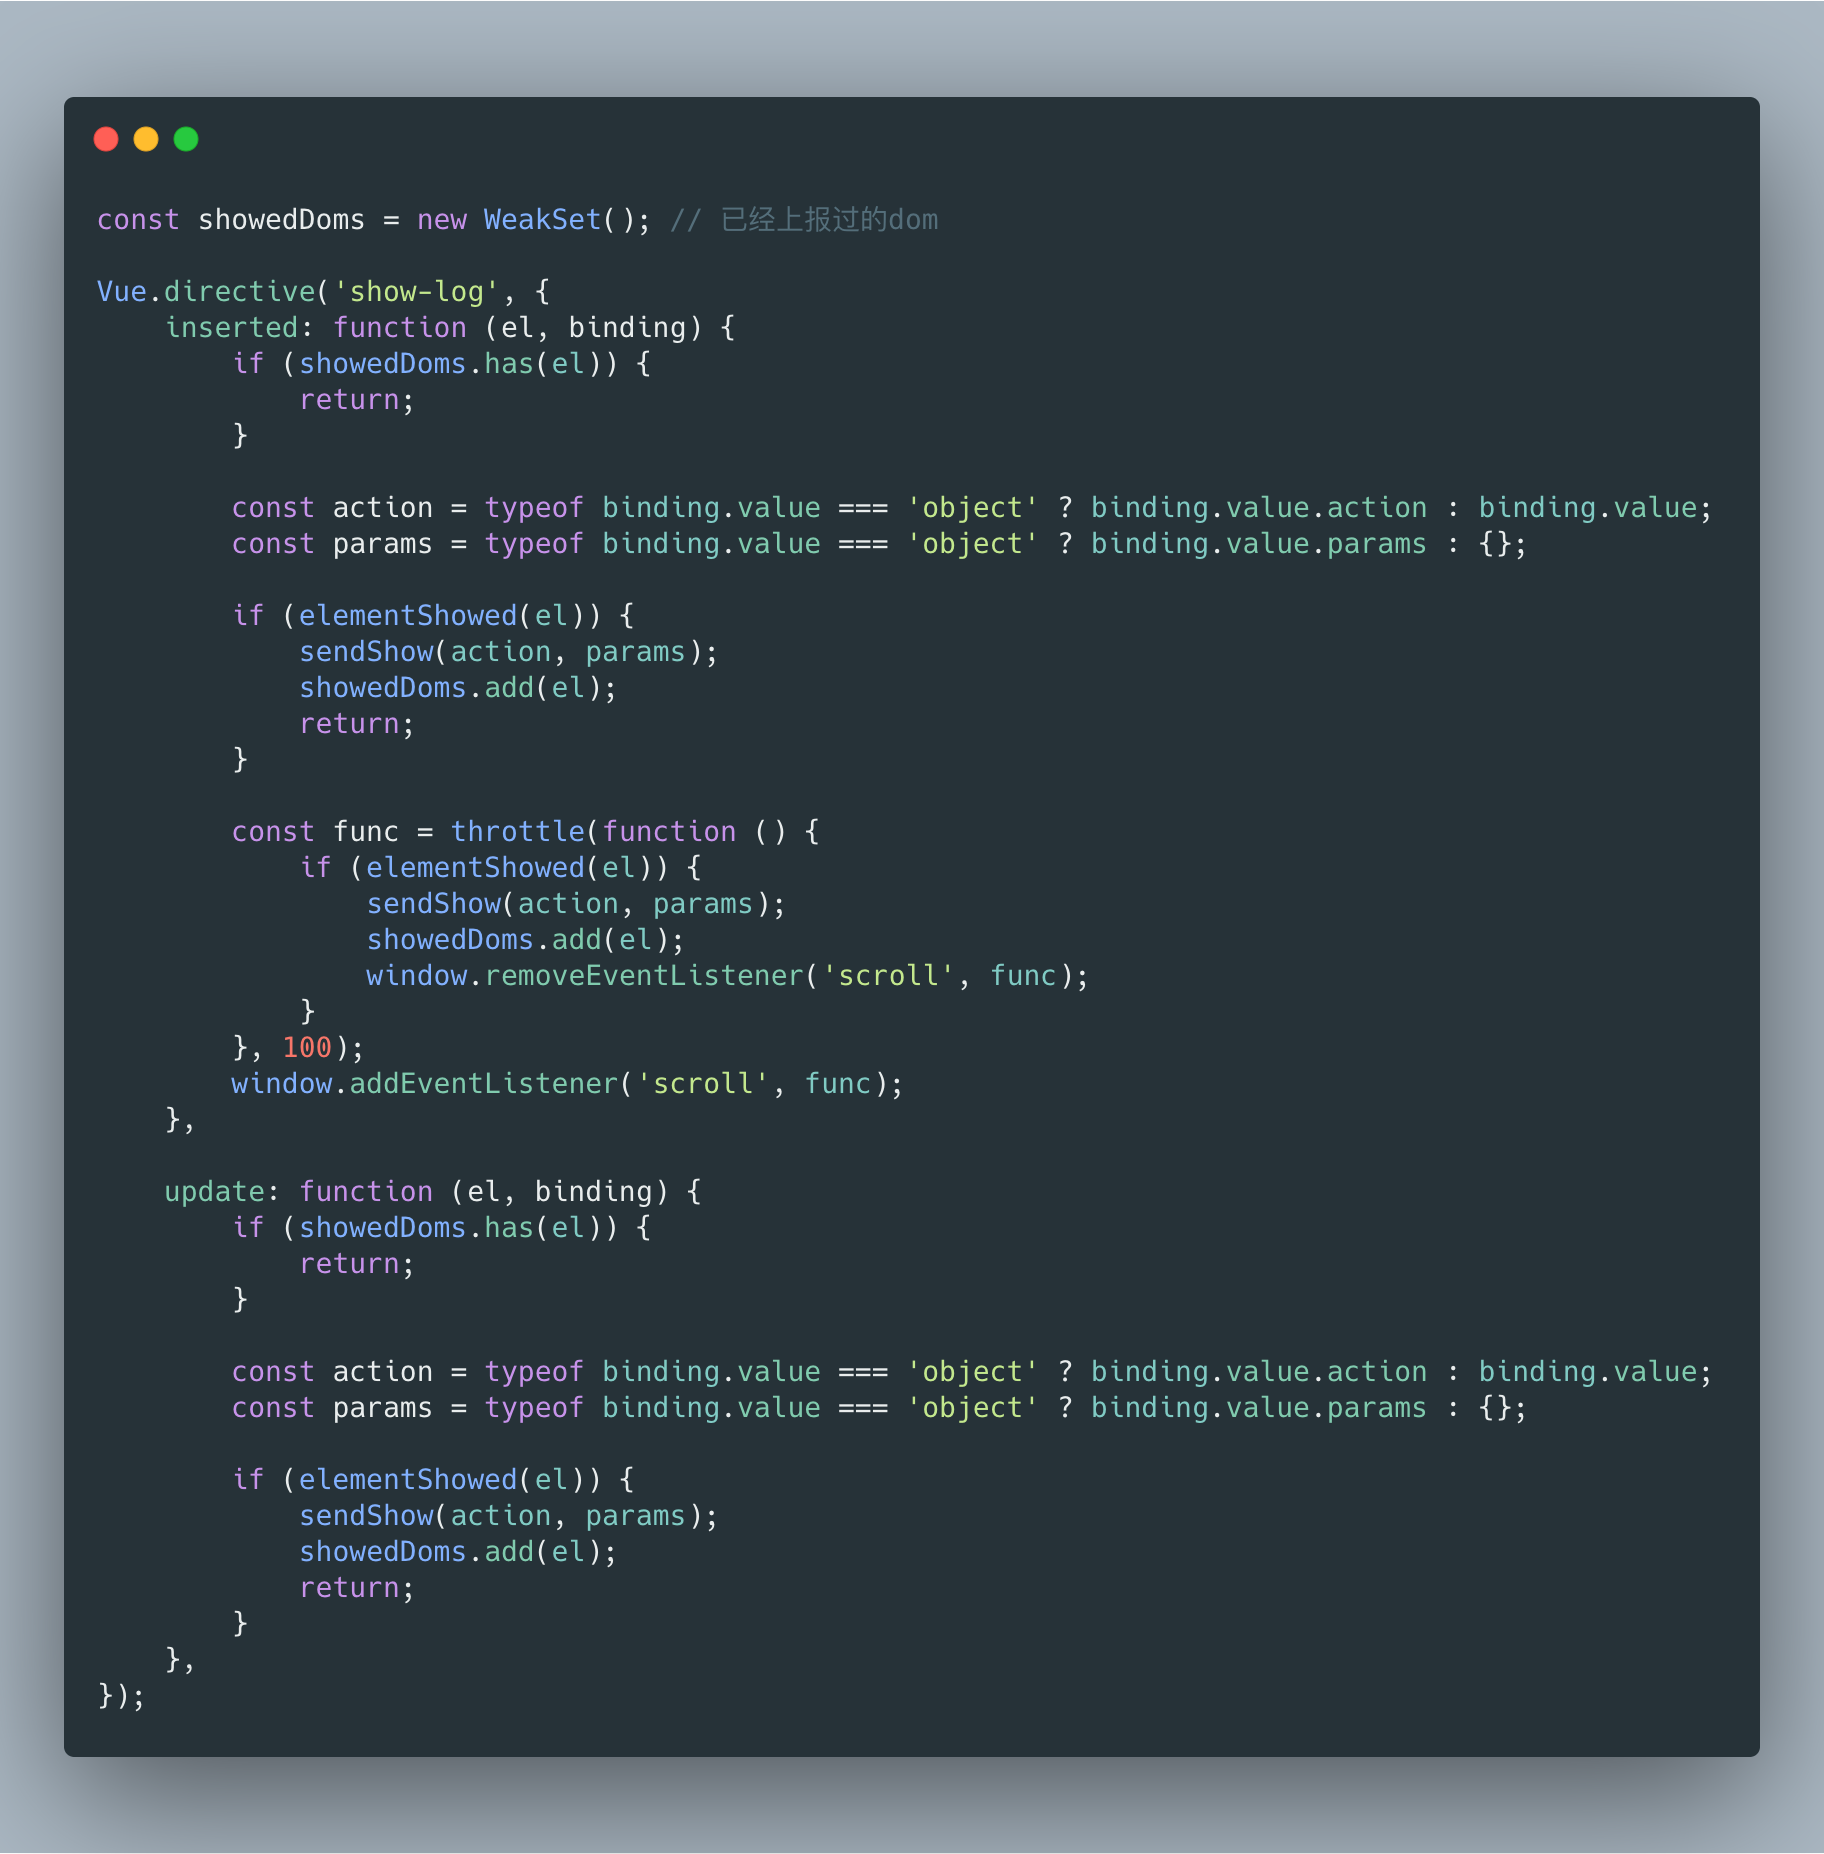 const showedDoms = new WeakSet(); // 已经上报过的dom
Vue.directive('show-log', {
inserted: function (el, binding) {
if (showedDoms.has(el)) {
return;
}
const action = typeof binding.value === 'object' ? binding.value.action : binding.value;
const params = typeof binding.value === 'object' ? binding.value.params : {};
if (elementShowed(el)) {
sendShow(action, params);
showedDoms.add(el);
return;
}
const func = throttle(function () {
if (elementShowed(el)) {
sendShow(action, params);
showedDoms.add(el);
window.removeEventListener('scroll', func);
}
}, 100);
window.addEventListener('scroll', func);
},
update: function (el, binding) {
if (showedDoms.has(el)) {
return;
}
const action = typeof binding.value === 'object' ? binding.value.action : binding.value;
const params = typeof binding.value === 'object' ? binding.value.params : {};
if (elementShowed(el)) {
sendShow(action, params);
showedDoms.add(el);
return;
}
},
});